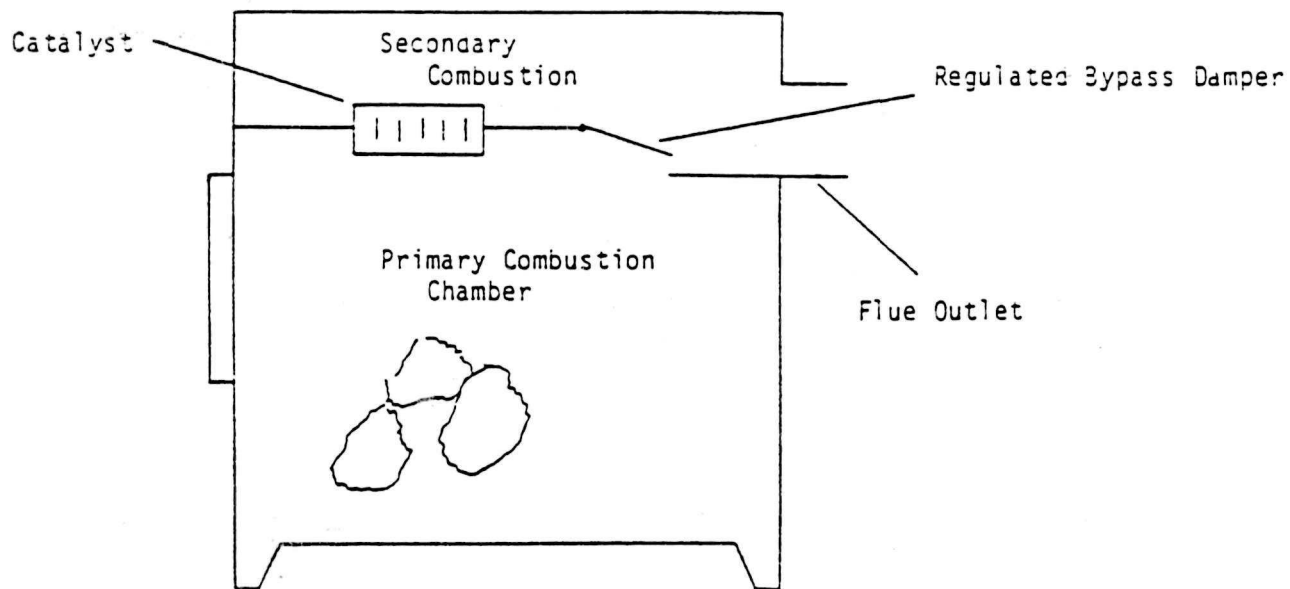 Catalyst
Secondary
Combustion
Regulated Bypass Damper
Primary Combustion
Chamber
Flue Outlet